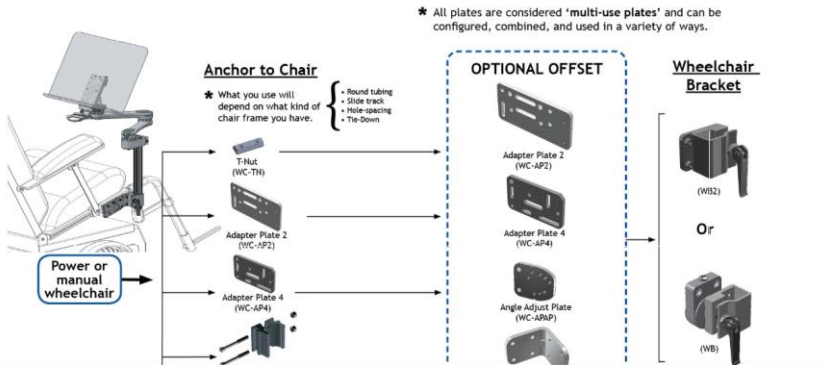 * All plates are considered 'multi-use plates' and can be
configured, combined, and used in a variety of ways.
Anchor to Chair
* What you use will
depend on what kind of
chair frame you have.
• Round tubing
• Slide track
• Hole-spacing
• Tie-Down
T-Nut
(WC-TN)
Adapter Plate 2
(WC-AP2)
Adapter Plate 4
(WC-AP4)
Power or
manual
wheelchair
OPTIONAL OFFSET
Adapter Plate 2
(WC-AP2)
Adapter Plate 4
(WC-AP4)
Angle Adjust Plate
(WC-APAP)
Wheelchair
Bracket
(WB2)
Or
(WB)